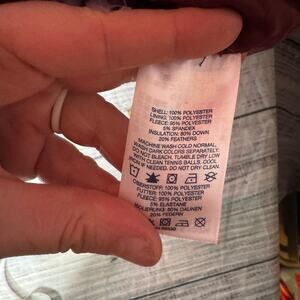 SHELL: 100% POLYESTER
LINING: 100% POLYESTER
FLEECE: 95% POLYESTER
5% SPANDEX
INSULATION: 80% DOWN
20% FEATHERS
MACHINE WASH COLD NORMAL.
WASH DARK COLORS SEPARATELY.
DO NOT BLEACH. TUMBLE DRY LOW
WITH CLEAN TENNIS BALLS. COOL
IF NEEDED. DO NOT DRY CLEAN.
OBERSTOFF: 100% POLYESTER
FUTTER: 100% POLYESTER
FLEECE: 95% POLYESTER
5% ELASTANE
ISOLIERUNG: 80% DAUNEN
20% FEDERN